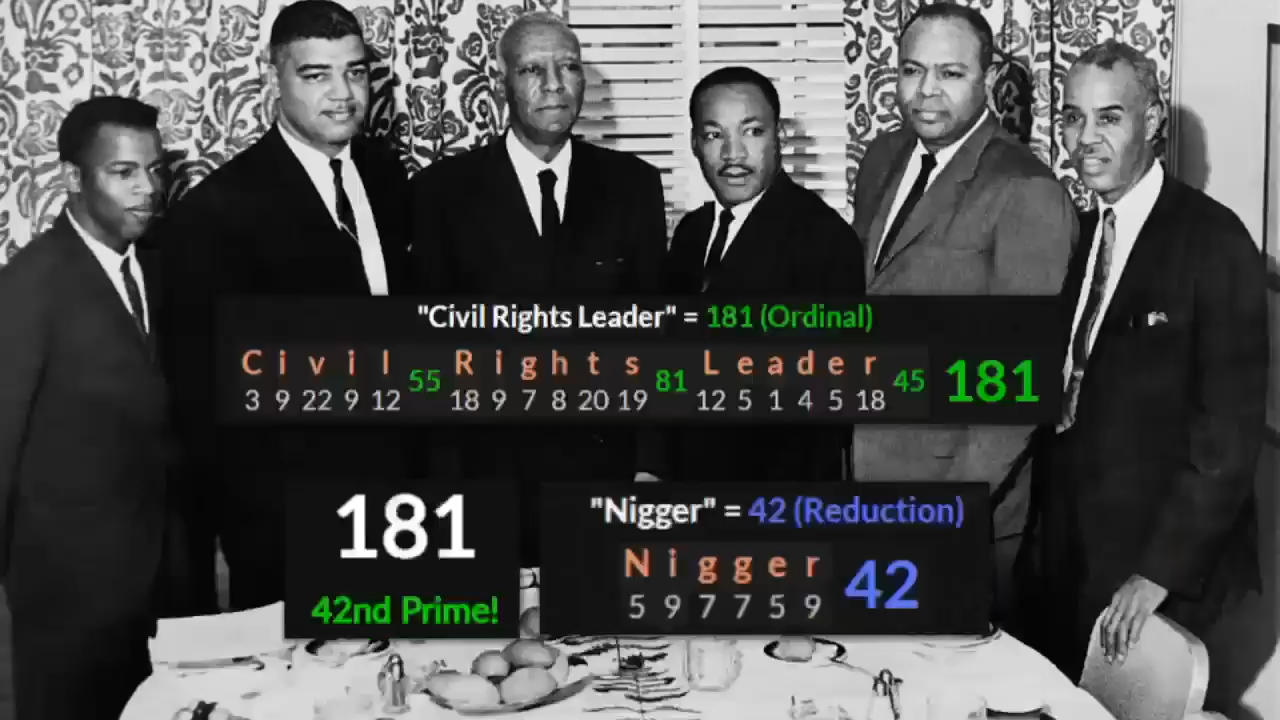 "Civil Rights Leader" = 181 (Ordinal)
C i v i l 55 R i g h t s 81 L e a d e r 45 181
3 9 22 9 12 18 9 7 8 20 19 12 5 1 4 5 18
181
42nd Prime!
"Nigger" = 42 (Reduction)
N i g g e r 42
5 9 7 7 5 9